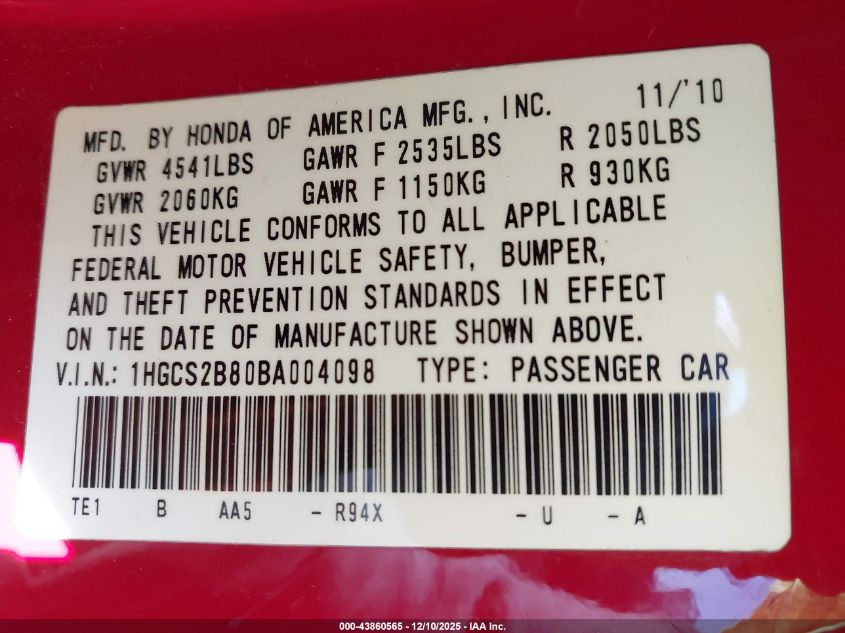 MFD. BY HONDA OF AMERICA MFG., INC. 11/'10
GVWR 4541LBS GAWR F 2535LBS R 2050LBS
GVWR 2060KG GAWR F 1150KG R 930KG
THIS VEHICLE CONFORMS TO ALL APPLICABLE
FEDERAL MOTOR VEHICLE SAFETY, BUMPER,
AND THEFT PREVENTION STANDARDS IN EFFECT
ON THE DATE OF MANUFACTURE SHOWN ABOVE.
V.I.N.: 1HGCS2B80BA004098 TYPE: PASSENGER CAR
TE1 B AA5 - R94X - U - A
000-43860565 - 12/10/2025 - IAA Inc.